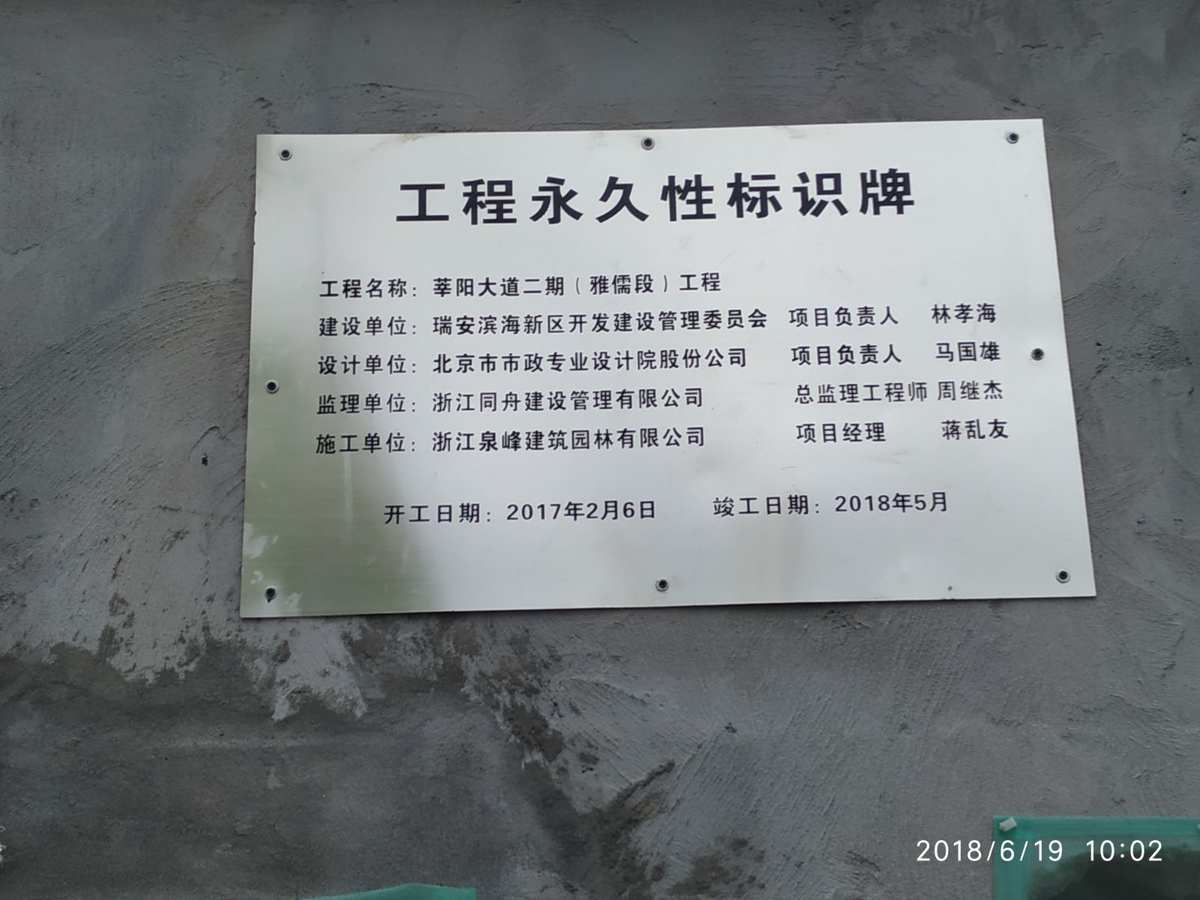 工程永久性标识牌
工程名称：莘阳大道二期（雅儒段）工程
建设单位：瑞安滨海新区开发建设管理委员会 项目负责人 林孝海
设计单位：北京市市政专业设计院股份公司 项目负责人 马国雄
监理单位：浙江同舟建设管理有限公司 总监理工程师 周继杰
施工单位：浙江泉峰建筑园林有限公司 项目经理 蒋乱友
开工日期：2017年2月6日 竣工日期：2018年5月
2018/6/19 10:02